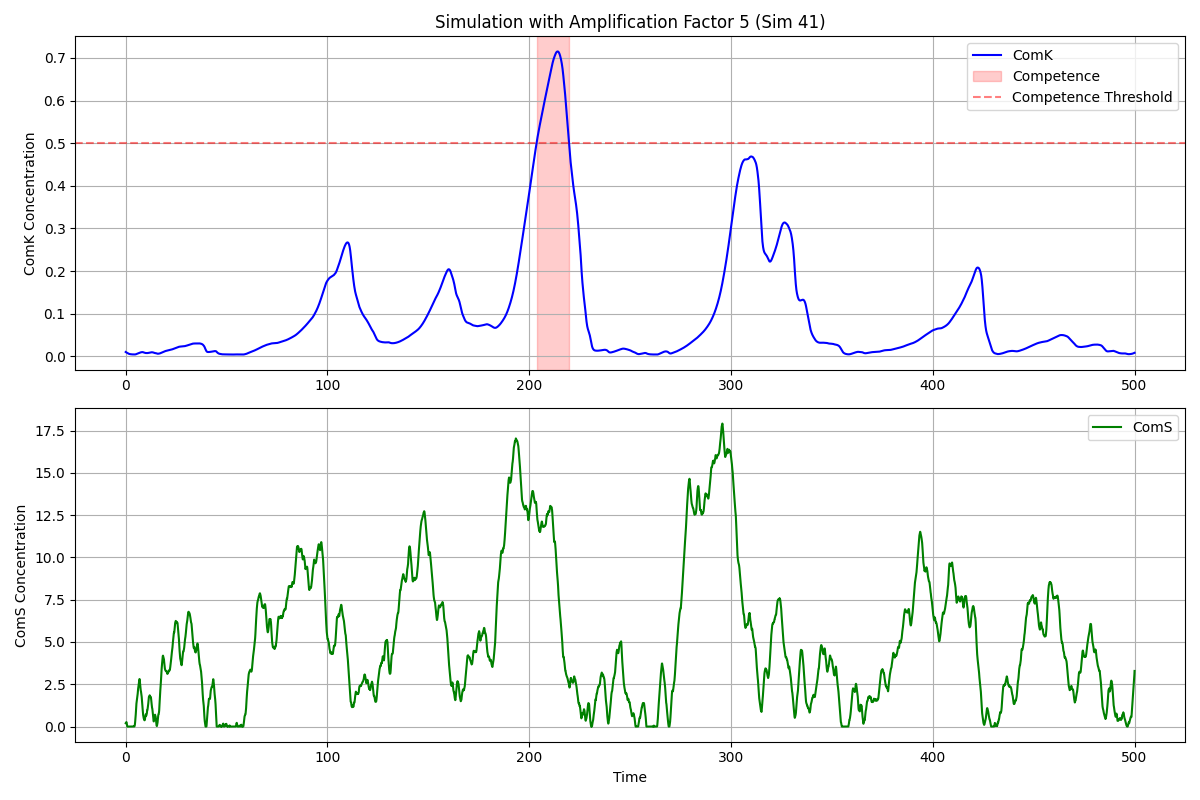 Simulation with Amplification Factor 5 (Sim 41)
ComK Concentration
0.7
0.6
0.5
0.4
0.3
0.2
0.1
0.0
ComK
Competence
Competence Threshold
0 100 200 300 400 500
ComS Concentration
17.5
15.0
12.5
10.0
7.5
5.0
2.5
0.0
ComS
0 100 200 300 400 500
Time